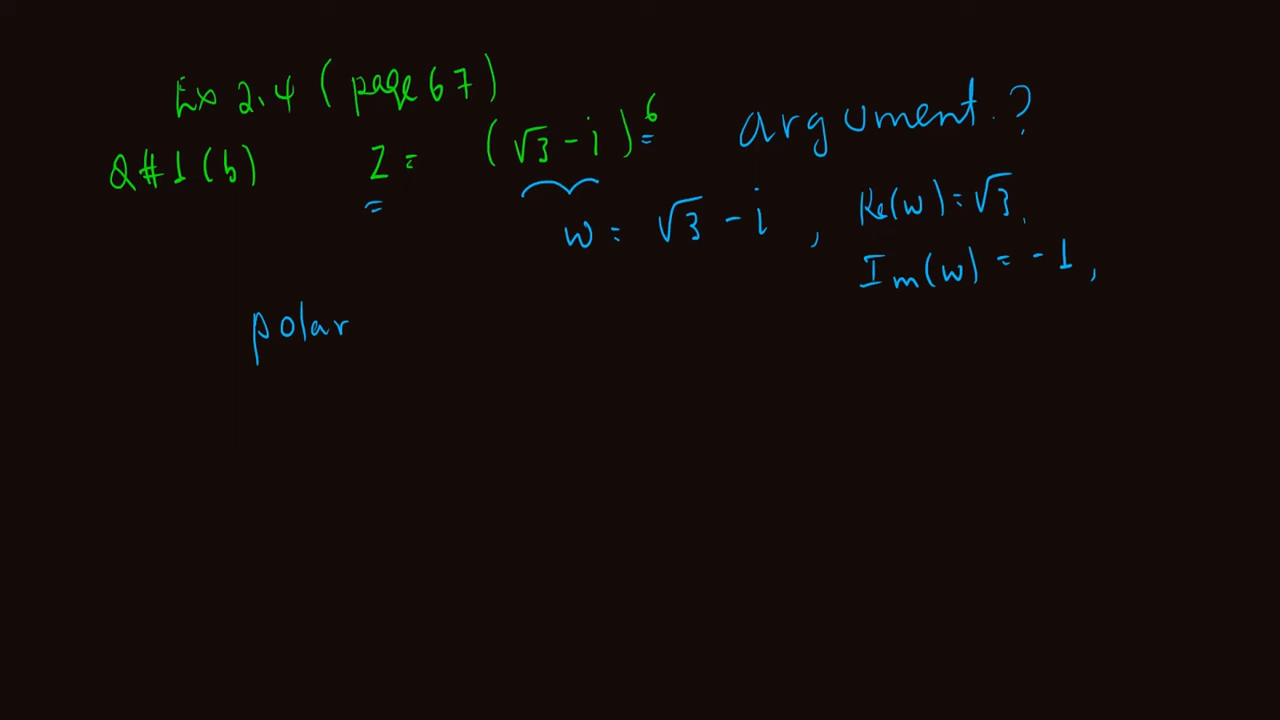 Ex 2.4 (page 67)
Q#1(b) z = (√3 - i)^6 argument.?
w = √3 - i , Re(w) = √3,
Im(w) = -1,
polar